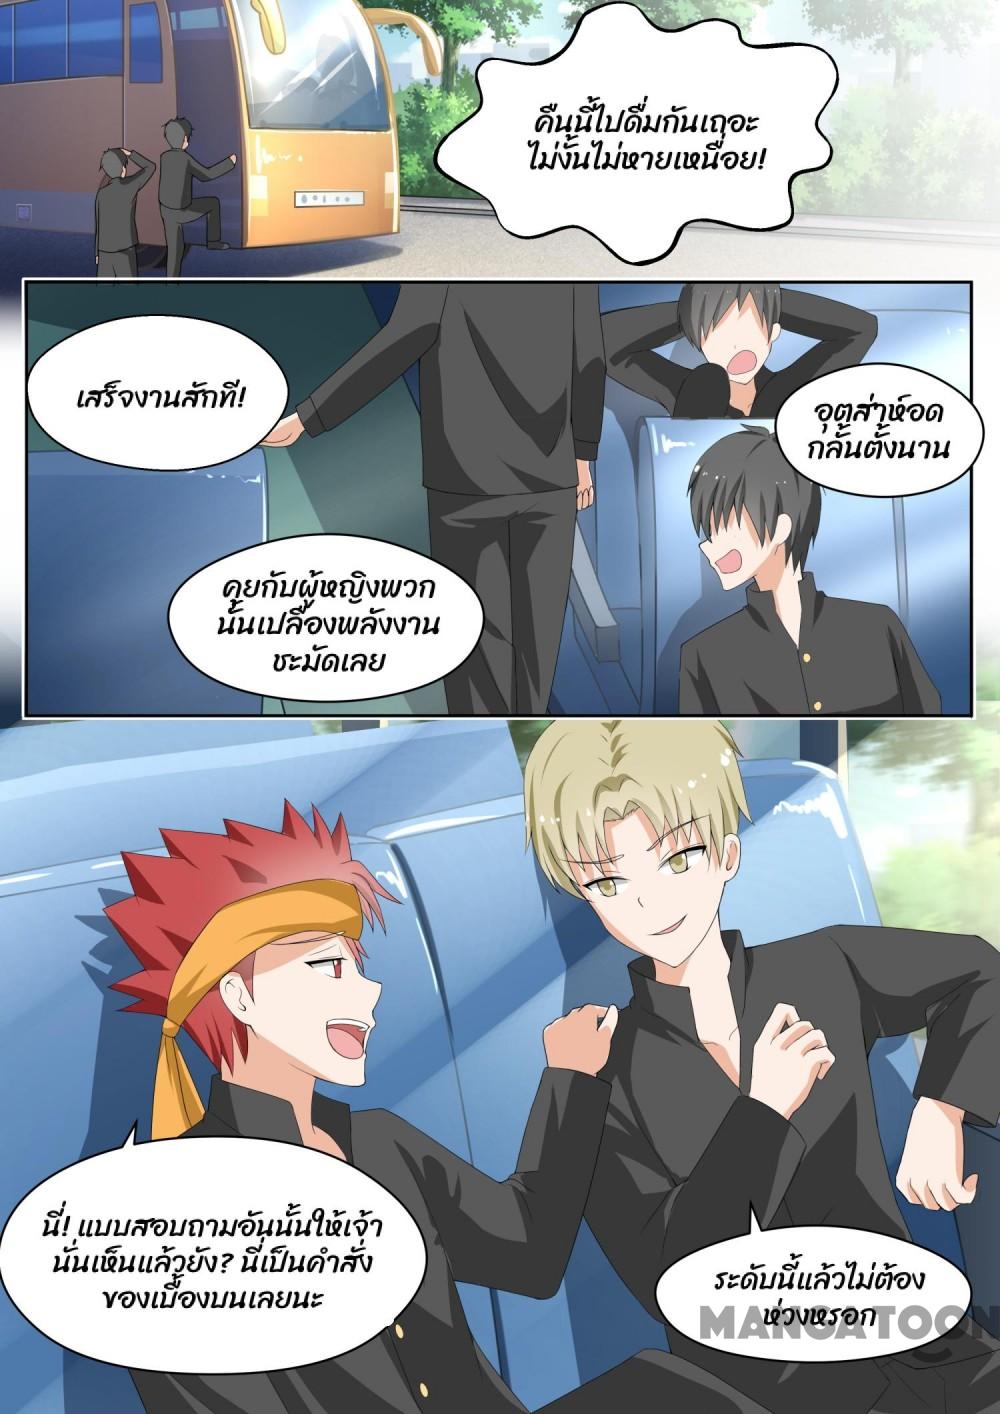 คืนนี้ไปดื่มกันเถอะ
ไม่งั้นไม่หายเหนื่อย!
เสร็จงานสักที!
อุตส่าห์อด
กลั้นตั้งนาน
คุยกับผู้หญิงพวก
นั้นเปลืองพลังงาน
ชะมัดเลย
นี่! แบบสอบถามอันนั้นให้เจ้า
นั่นเห็นแล้วยัง? นี่เป็นคำสั่ง
ของเบื้องบนเลยนะ
ระดับนี้แล้วไม่ต้อง
ห่วงหรอก
MANGATOON